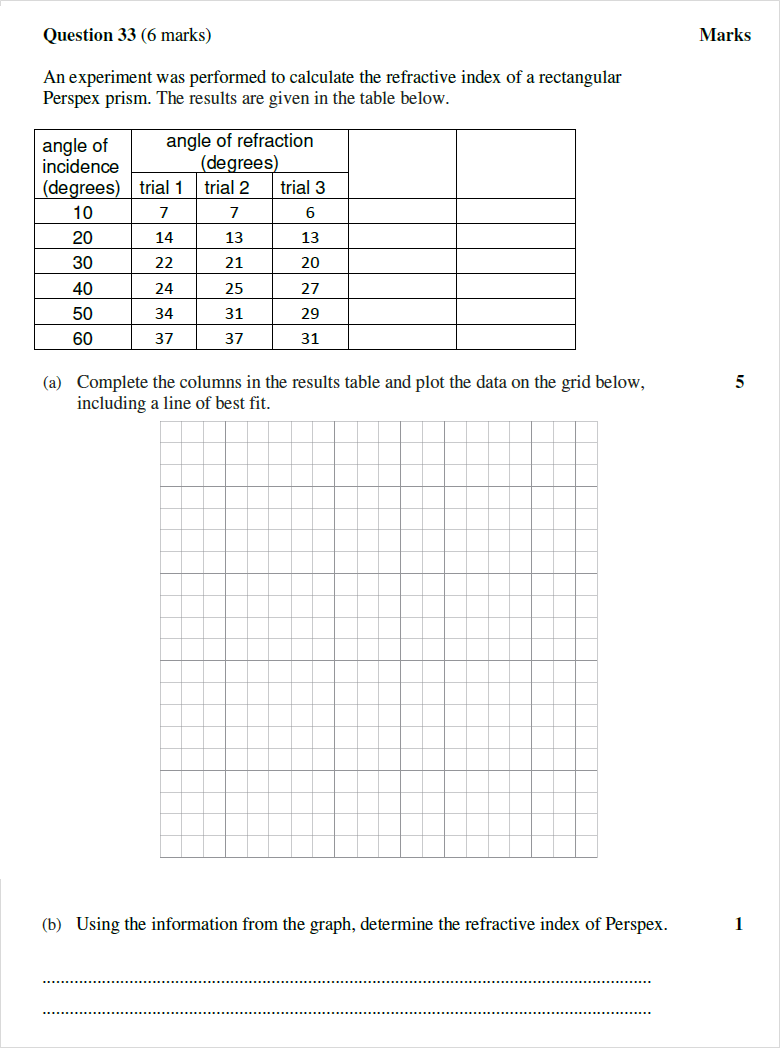 Question 33 (6 marks) Marks
An experiment was performed to calculate the refractive index of a rectangular
Perspex prism. The results are given in the table below.
angle of incidence (degrees) angle of refraction (degrees)
trial 1 trial 2 trial 3
10 7 7 6
20 14 13 13
30 22 21 20
40 24 25 27
50 34 31 29
60 37 37 31
(a) Complete the columns in the results table and plot the data on the grid below, 5
including a line of best fit.
(b) Using the information from the graph, determine the refractive index of Perspex. 1